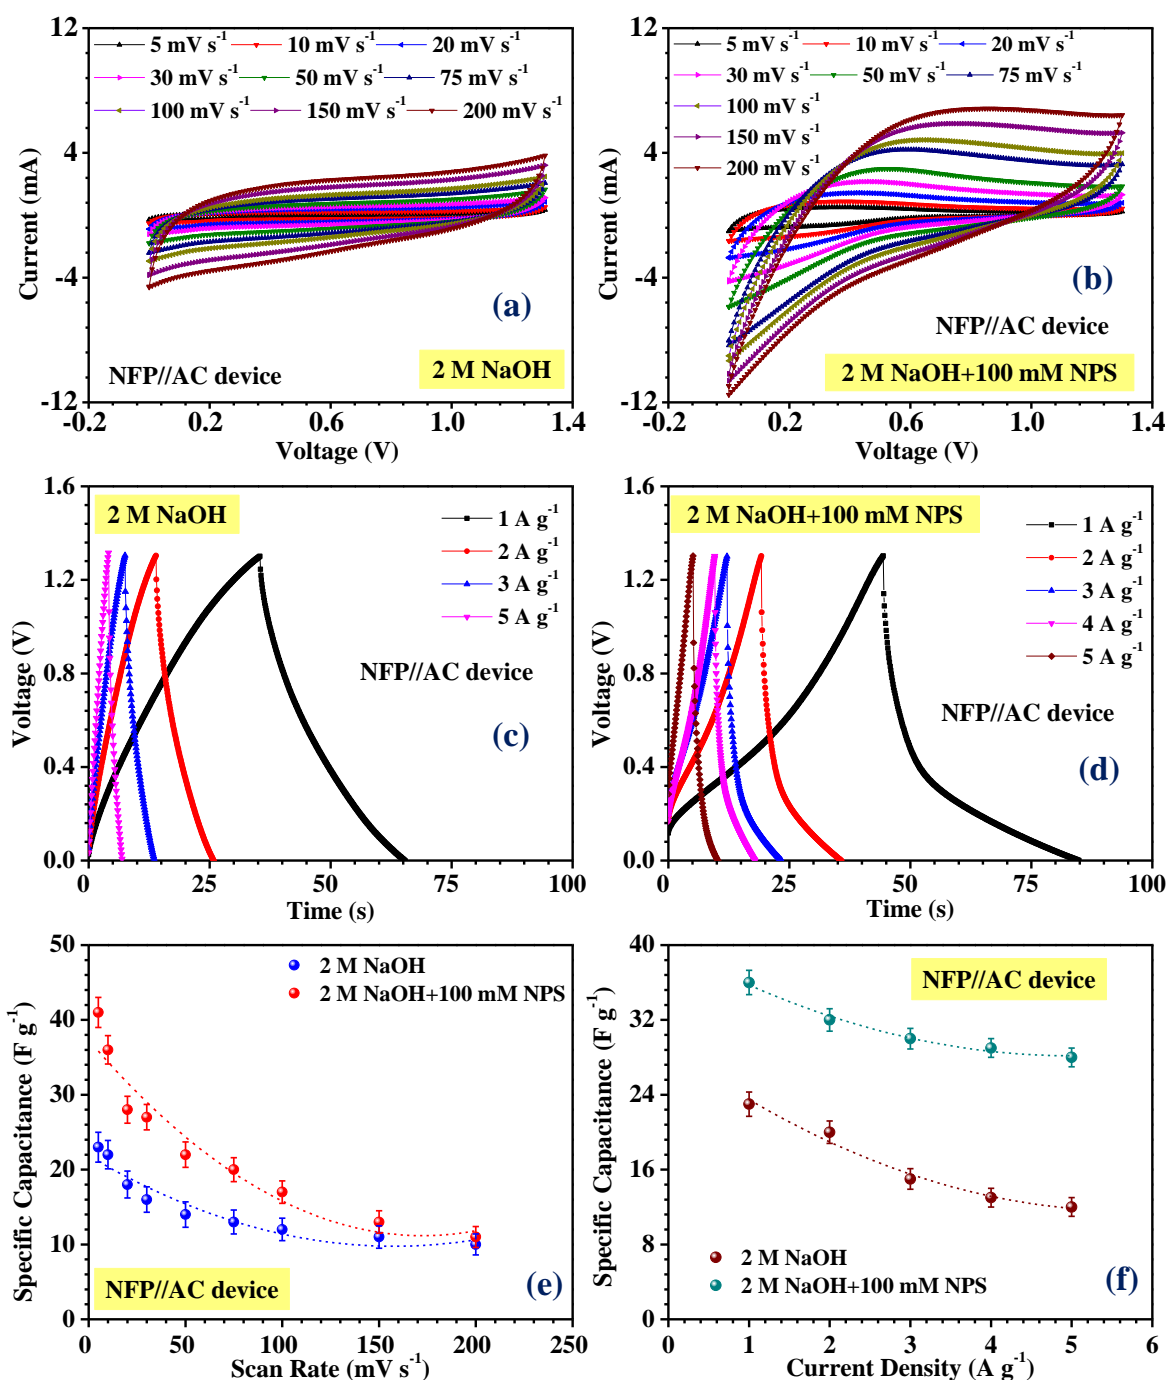 12
4
-4
-12
Current (mA)
5 mV s⁻¹ 10 mV s⁻¹ 20 mV s⁻¹
30 mV s⁻¹ 50 mV s⁻¹ 75 mV s⁻¹
100 mV s⁻¹ 150 mV s⁻¹ 200 mV s⁻¹
(a)
NFP//AC device
2 M NaOH
-0.2 0.2 0.6 1.0 1.4
Voltage (V)
12
4
-4
-12
Current (mA)
5 mV s⁻¹ 10 mV s⁻¹ 20 mV s⁻¹
30 mV s⁻¹ 50 mV s⁻¹ 75 mV s⁻¹
100 mV s⁻¹
150 mV s⁻¹
200 mV s⁻¹
(b)
NFP//AC device
2 M NaOH+100 mM NPS
-0.2 0.2 0.6 1.0 1.4
Voltage (V)
1.6
1.2
0.8
0.4
0.0
Voltage (V)
2 M NaOH
1 A g⁻¹
2 A g⁻¹
3 A g⁻¹
5 A g⁻¹
NFP//AC device
(c)
0 25 50 75 100
Time (s)
1.6
1.2
0.8
0.4
0.0
Voltage (V)
2 M NaOH+100 mM NPS
1 A g⁻¹
2 A g⁻¹
3 A g⁻¹
4 A g⁻¹
5 A g⁻¹
NFP//AC device
(d)
0 25 50 75 100
Time (s)
50
40
30
20
10
0
Specific Capacitance (F g⁻¹)
2 M NaOH
2 M NaOH+100 mM NPS
NFP//AC device
(e)
0 50 100 150 200 250
Scan Rate (mV s⁻¹)
40
32
24
16
8
0
Specific Capacitance (F g⁻¹)
NFP//AC device
2 M NaOH
2 M NaOH+100 mM NPS
(f)
0 1 2 3 4 5 6
Current Density (A g⁻¹)